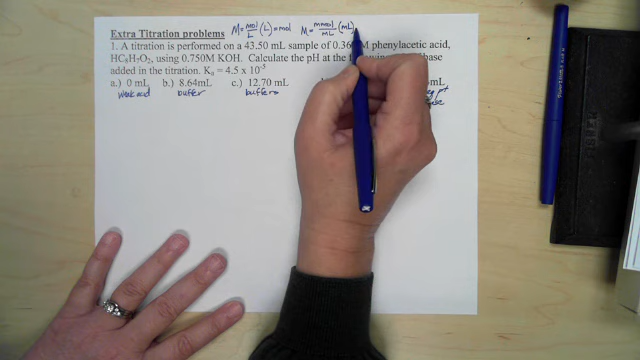 Extra Titration problems M= mol/L (L) = mol M= mmol/mL (mL)
1. A titration is performed on a 43.50 mL sample of 0.36 M phenylacetic acid,
HC₈H₇O₂, using 0.750M KOH. Calculate the pH at the base
added in the titration. Kₐ = 4.5 x 10⁻⁵
a.) 0 mL b.) 8.64mL c.) 12.70 mL mL
weak acid buffer buffers pt